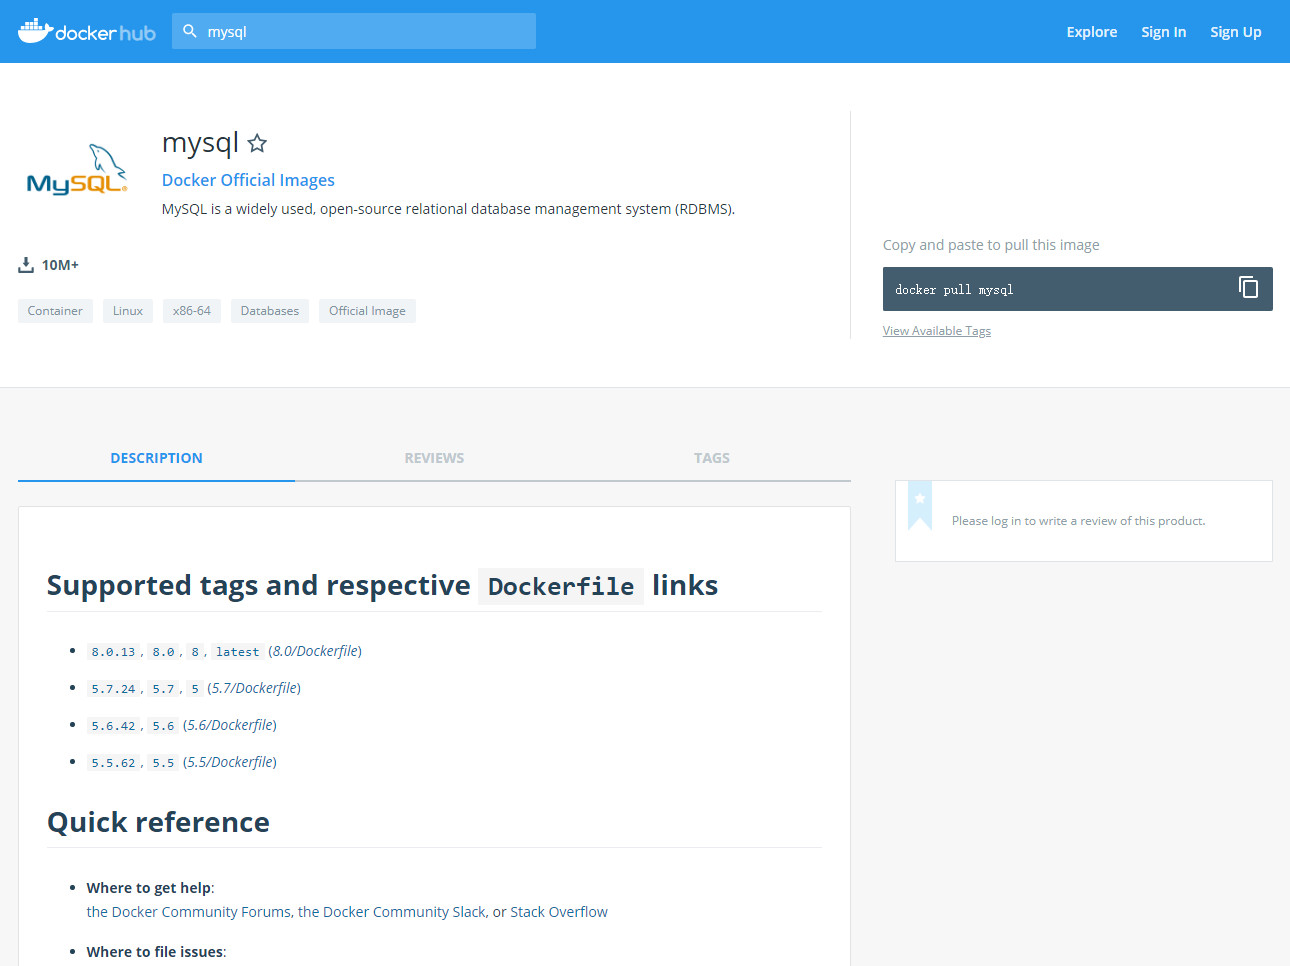 docker hub
mysql
Explore Sign In Sign Up
MySQL®
mysql
Docker Official Images
MySQL is a widely used, open-source relational database management system (RDBMS).
10M+
Container Linux x86-64 Databases Official Image
Copy and paste to pull this image
docker pull mysql
View Available Tags
DESCRIPTION REVIEWS TAGS
Please log in to write a review of this product.
Supported tags and respective Dockerfile links
• 8.0.13, 8.0, 8, latest (8.0/Dockerfile)
• 5.7.24, 5.7, 5 (5.7/Dockerfile)
• 5.6.42, 5.6 (5.6/Dockerfile)
• 5.5.62, 5.5 (5.5/Dockerfile)
Quick reference
• Where to get help:
the Docker Community Forums, the Docker Community Slack, or Stack Overflow
• Where to file issues: